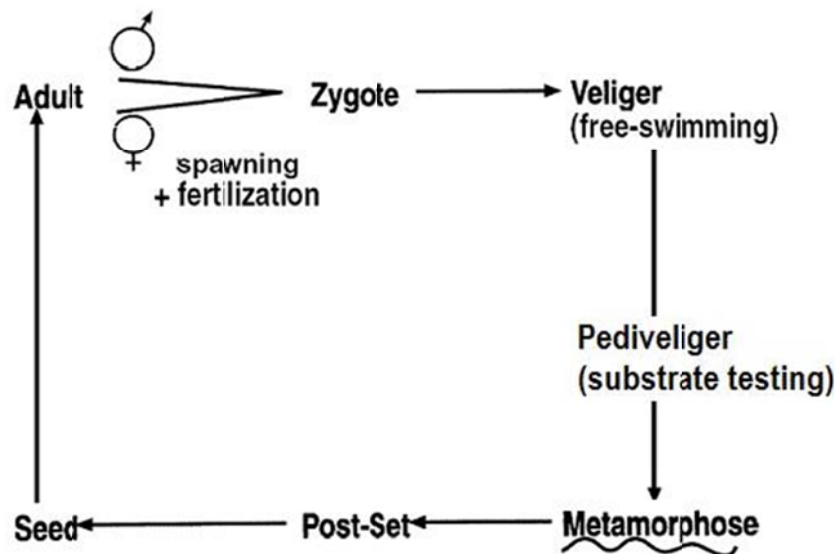 Adult
Zygote
Veliger
(free-swimming)
spawning
+ fertilization
Pediveliger
(substrate testing)
Seed
Post-Set
Metamorphose